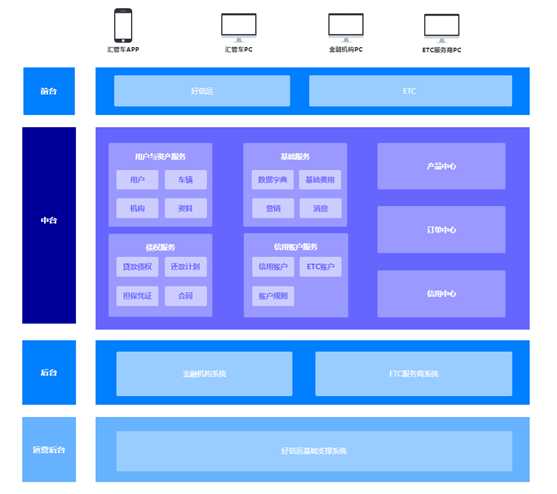 汇管车APP
汇管车PC
金融机构PC
ETC服务商PC
前台
好信运
ETC
中台
用户与资产服务
用户
车辆
机构
资料
基础服务
数据字典
基础费用
营销
消息
产品中心
债权服务
贷款债权
还款计划
担保凭证
合同
信用账户服务
信用账户
ETC账户
账户规则
订单中心
信用中心
后台
金融机构系统
ETC服务商系统
运营后台
好信运基础支撑系统